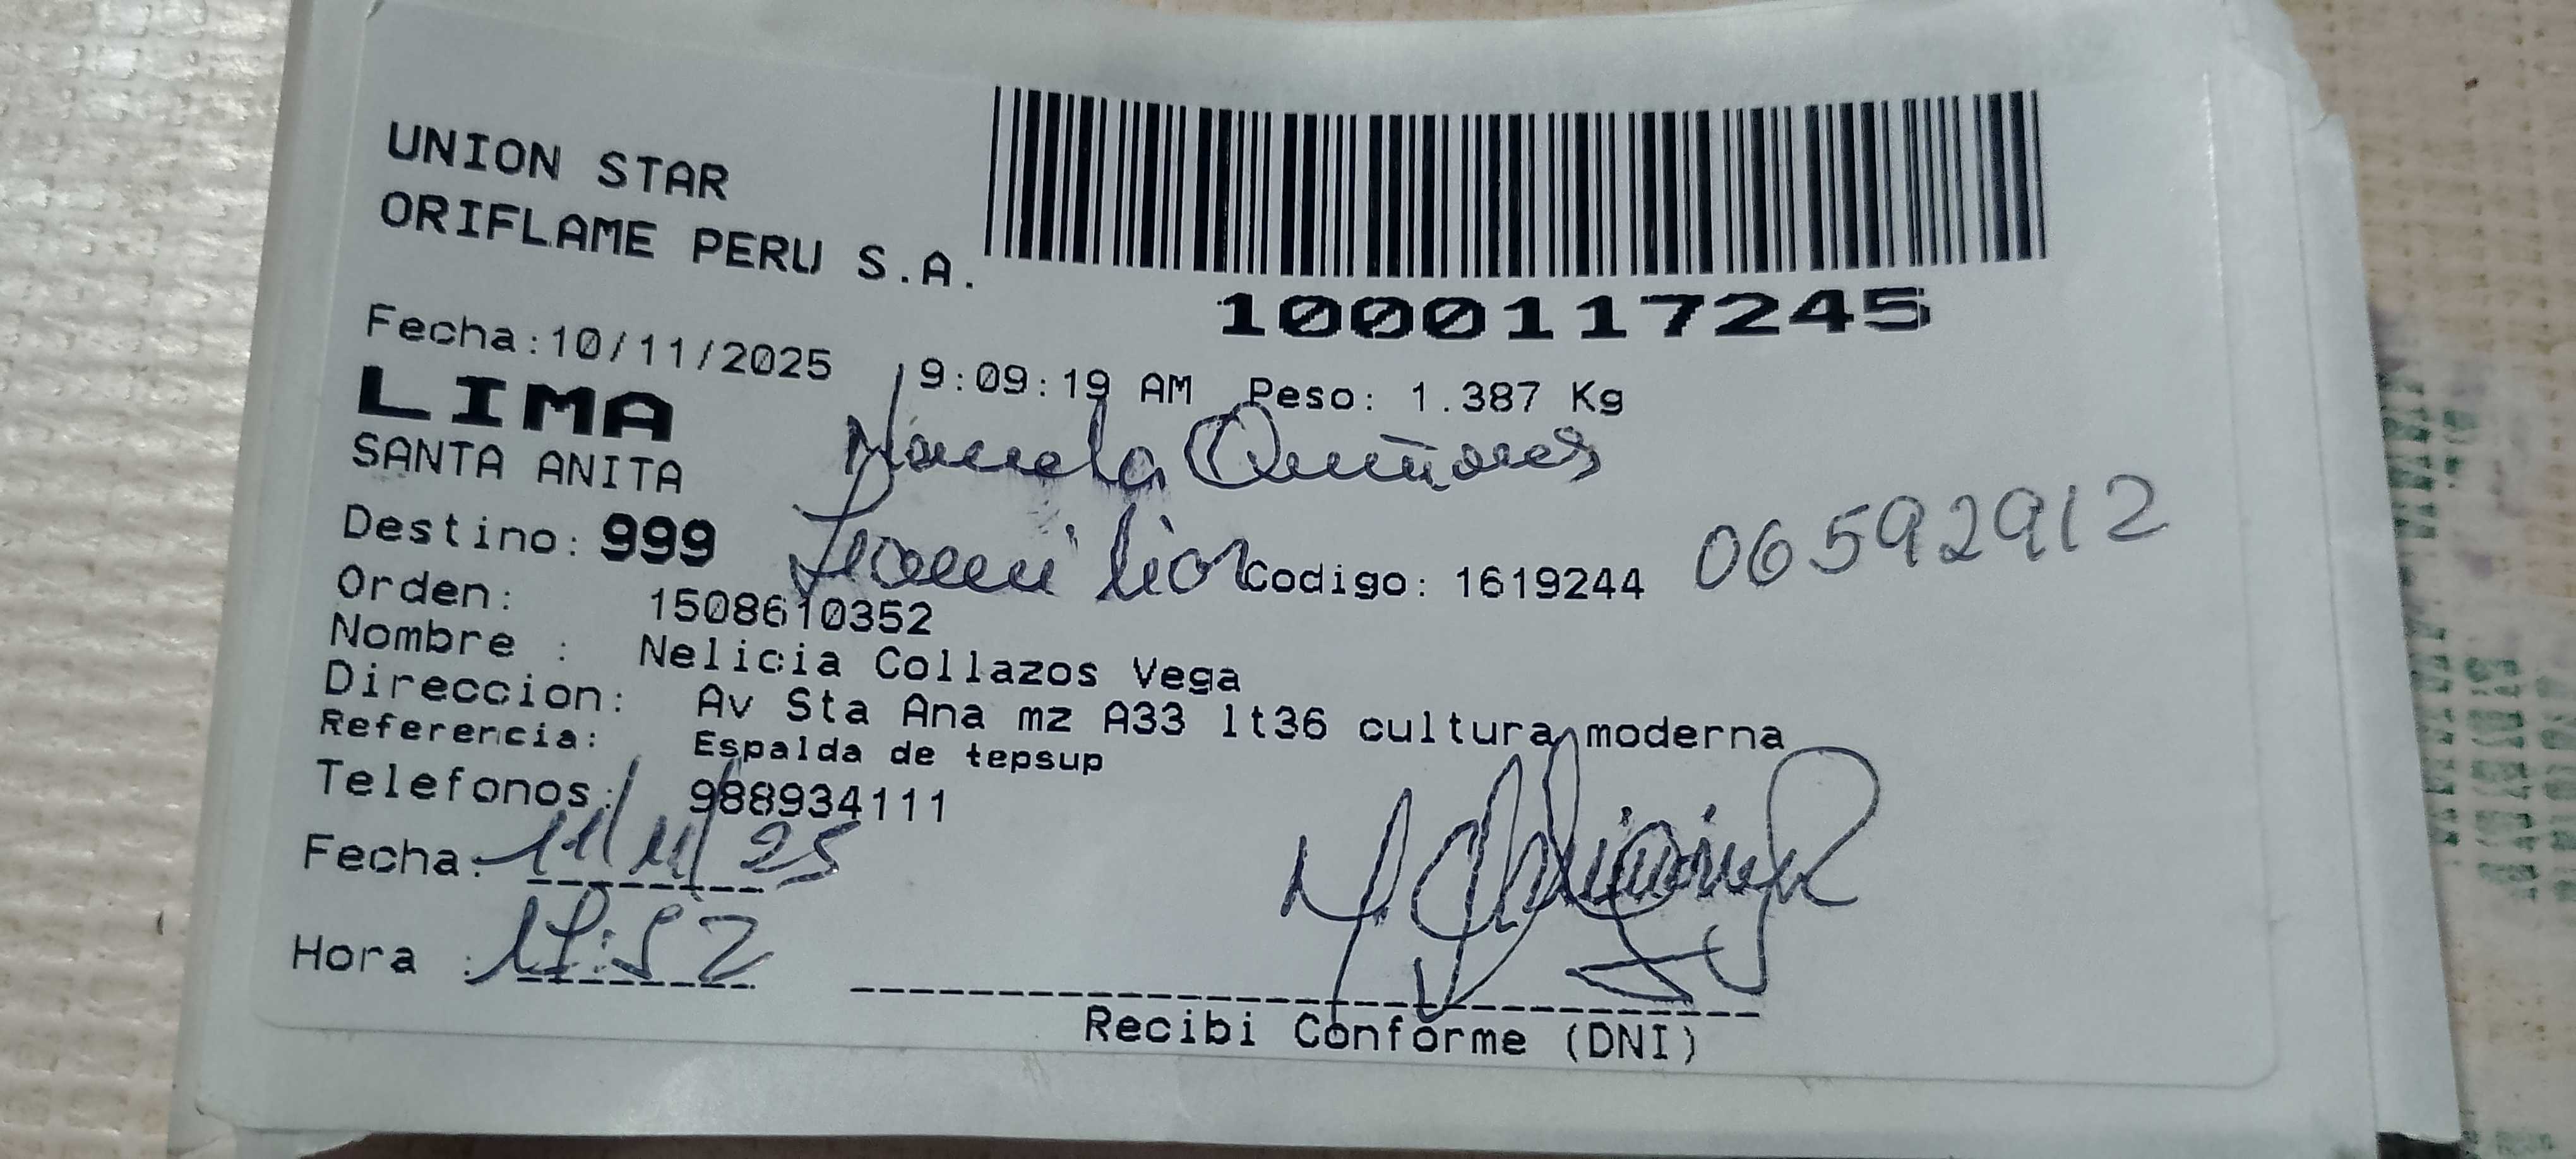 UNION STAR
ORIFLAME PERU S.A.
1000117245
Fecha:10/11/2025 9:09:19 AM Peso: 1.387 Kg
LIMA
SANTA ANITA
Quiñones
Destino: 999
06592912
Codigo: 1619244
Orden: 1508610352
Nombre : Nelicia Collazos Vega
Direccion: Av Sta Ana mz A33 lt36 cultura moderna
Referencia: Espalda de tepsup
Telefonos: 988934111
Fecha: 11/11/25
Hora :
Recibi Conforme (DNI)